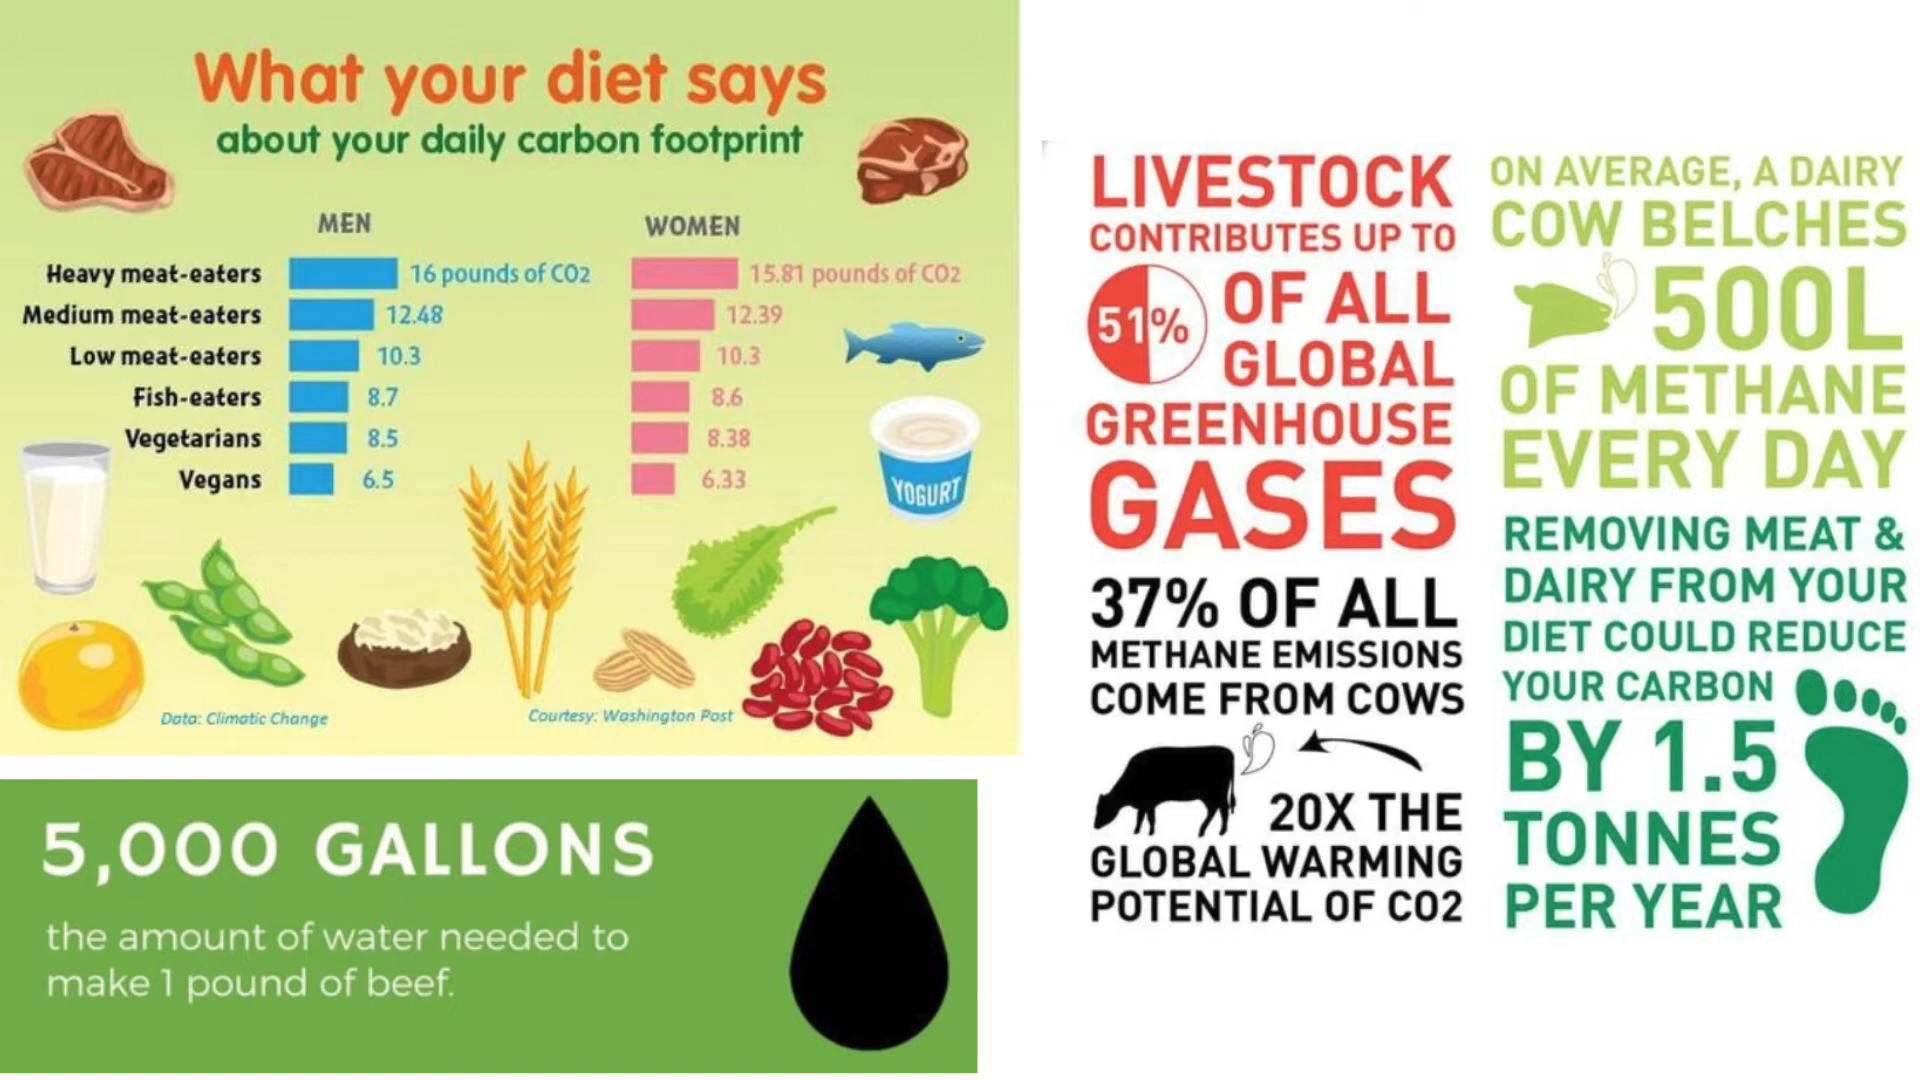 What your diet says
about your daily carbon footprint
MEN
WOMEN
Heavy meat-eaters 16 pounds of CO2 15.81 pounds of CO2
Medium meat-eaters 12.48 12.39
Low meat-eaters 10.3 10.3
Fish-eaters 8.7 8.6
Vegetarians 8.5 8.38
Vegans 6.5 6.33
YOGURT
Data: Climatic Change
Courtesy: Washington Post
5,000 GALLONS
the amount of water needed to
make 1 pound of beef.
LIVESTOCK
CONTRIBUTES UP TO
51% OF ALL
GLOBAL
GREENHOUSE
GASES
37% OF ALL
METHANE EMISSIONS
COME FROM COWS
20X THE
GLOBAL WARMING
POTENTIAL OF CO2
ON AVERAGE, A DAIRY
COW BELCHES
500L
OF METHANE
EVERY DAY
REMOVING MEAT &
DAIRY FROM YOUR
DIET COULD REDUCE
YOUR CARBON
BY 1.5
TONNES
PER YEAR